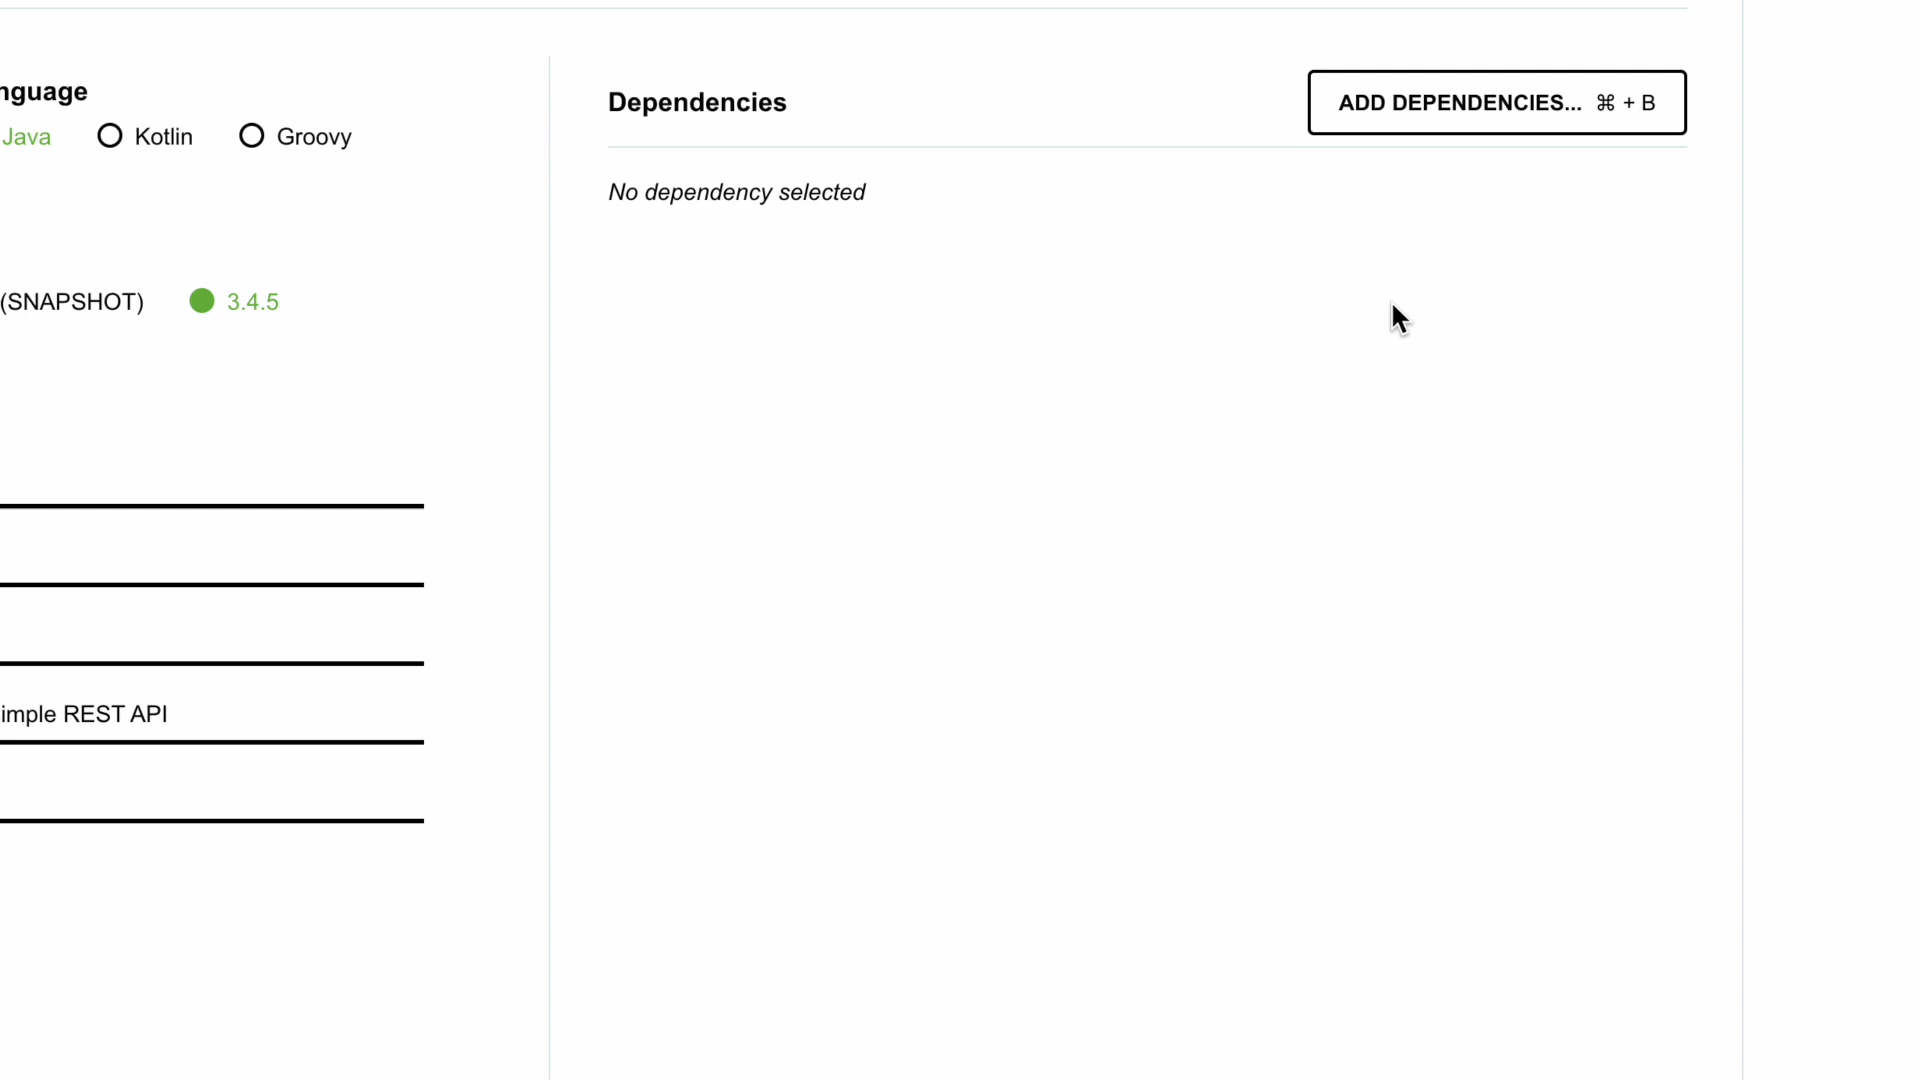 nguage
Java Kotlin Groovy
(SNAPSHOT) 3.4.5
imple REST API
Dependencies
ADD DEPENDENCIES... ⌘ + B
No dependency selected